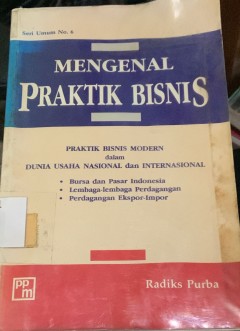 Seri Umum No. 6
MENGENAL
PRAKTIK BISNIS
PRAKTIK BISNIS MODERN
dalam
DUNIA USAHA NASIONAL dan INTERNASIONAL
• Bursa dan Pasar Indonesia
• Lembaga-lembaga Perdagangan
• Perdagangan Ekspor-Impor
PPM
Radiks Purba